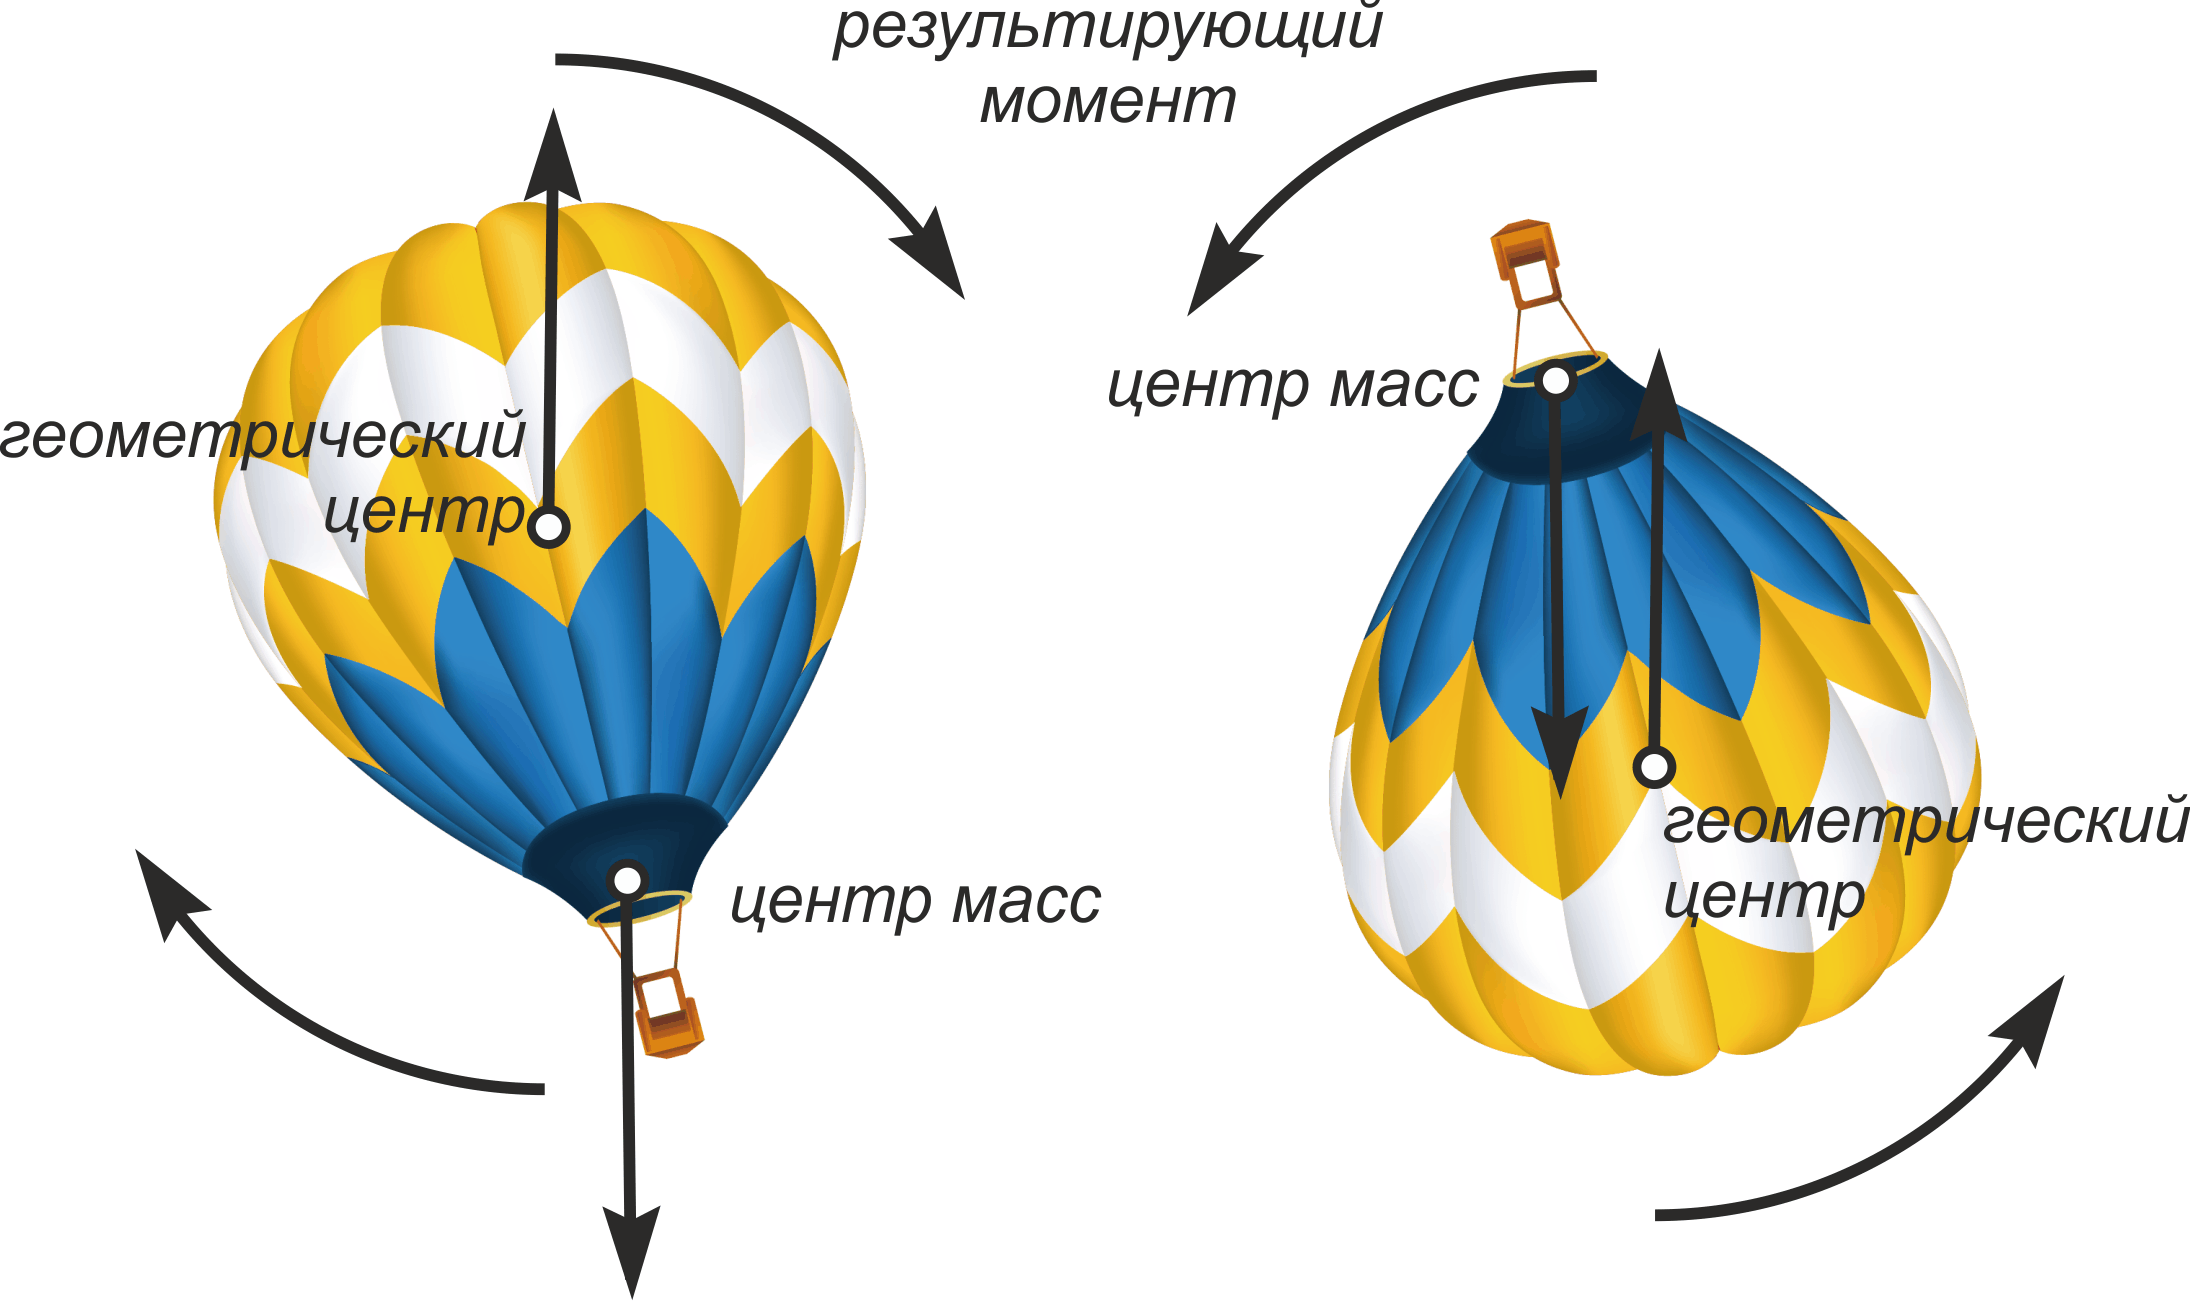 результирующий
момент
геометрический
центр
центр масс
центр масс
геометрический
центр